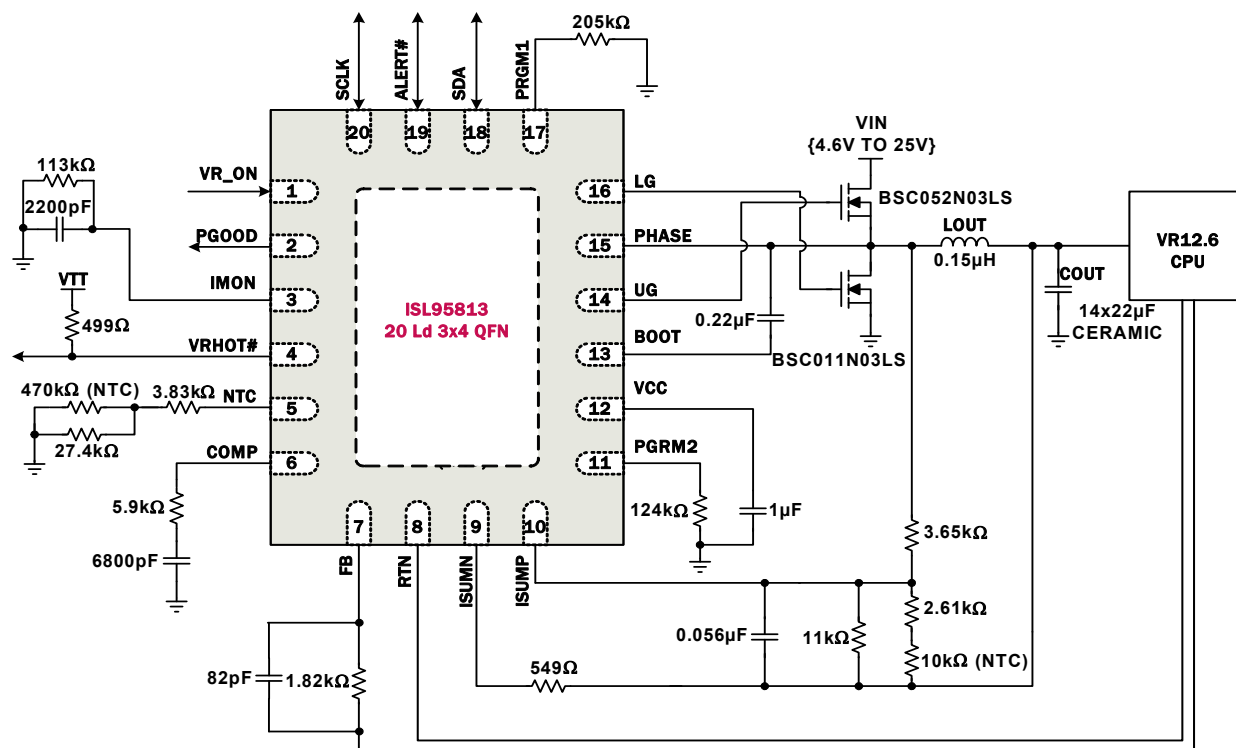 205kΩ
SCLK
ALERT#
SDA
PRGM1
20
19
18
17
VIN
{4.6V TO 25V}
113kΩ
2200pF
VR_ON
1
16
LG
BSC052N03LS
PGOOD
2
15
PHASE
LOUT
0.15µH
VR12.6
CPU
VTT
IMON
3
ISL95813
20 Ld 3x4 QFN
14
UG
COUT
14x22µF
CERAMIC
499Ω
0.22µF
VRHOT#
4
13
BOOT
BSC011N03LS
470kΩ (NTC)
3.83kΩ
NTC
5
12
VCC
27.4kΩ
COMP
6
11
PGRM2
5.9kΩ
124kΩ
1µF
7
8
9
10
3.65kΩ
6800pF
FB
RTN
ISUMN
ISUMP
2.61kΩ
0.056µF
11kΩ
10kΩ (NTC)
549Ω
82pF
1.82kΩ